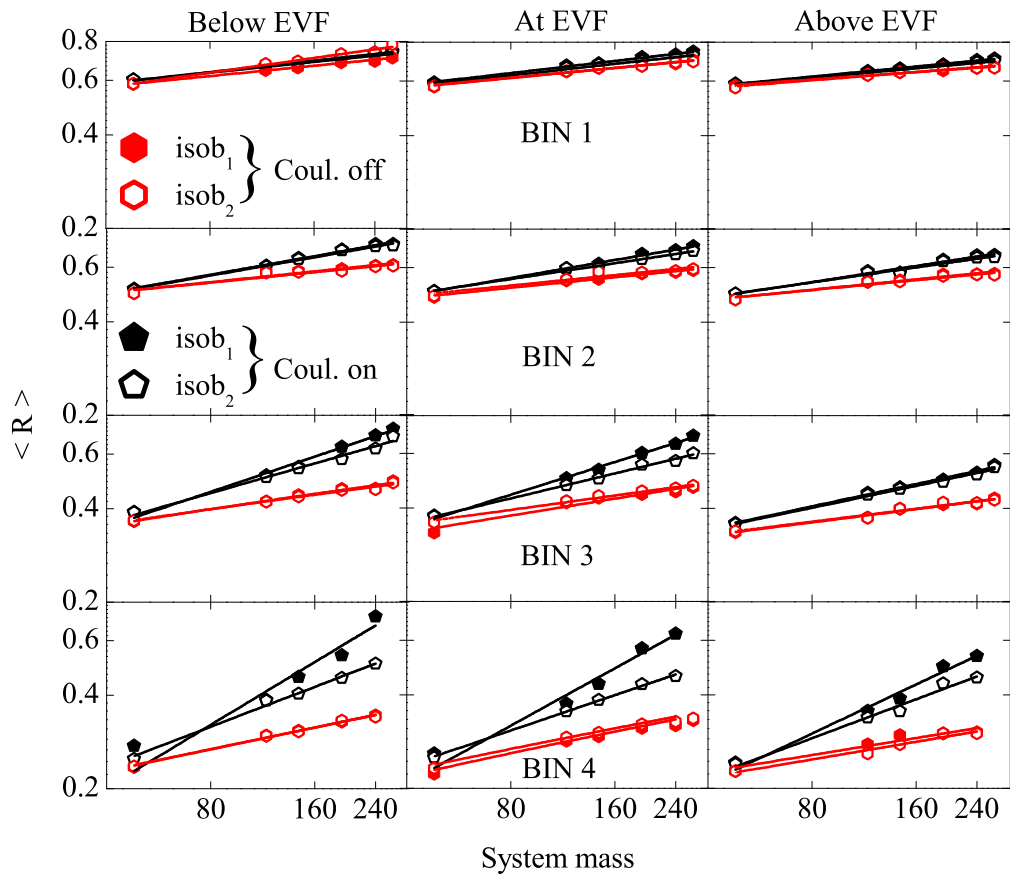 Below EVF At EVF Above EVF
0.8
0.6
0.4
0.2
BIN 1
isob1
isob2
} Coul. off
0.6
0.4
0.2
BIN 2
isob1
isob2
} Coul. on
< R >
0.6
0.4
0.2
BIN 3
0.6
0.4
0.2
BIN 4
80 160 240 80 160 240 80 160 240
System mass